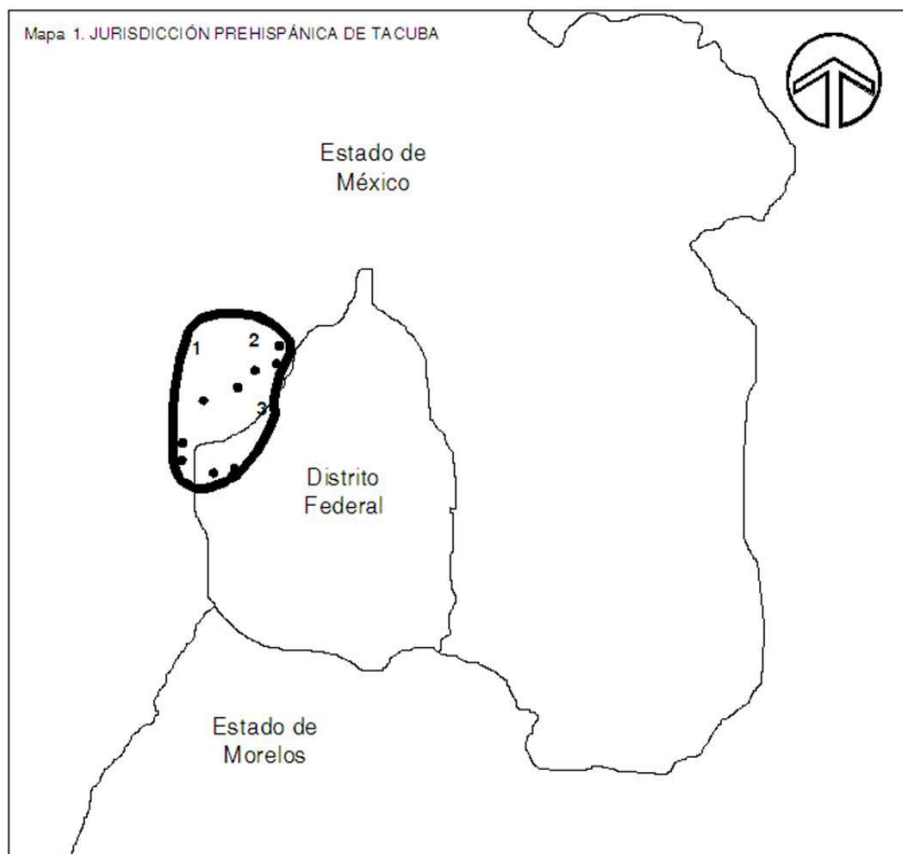 Mapa 1. JURISDICCIÓN PREHISPÁNICA DE TACUBA
Estado de
México
1
2
3
Distrito
Federal
Estado de
Morelos